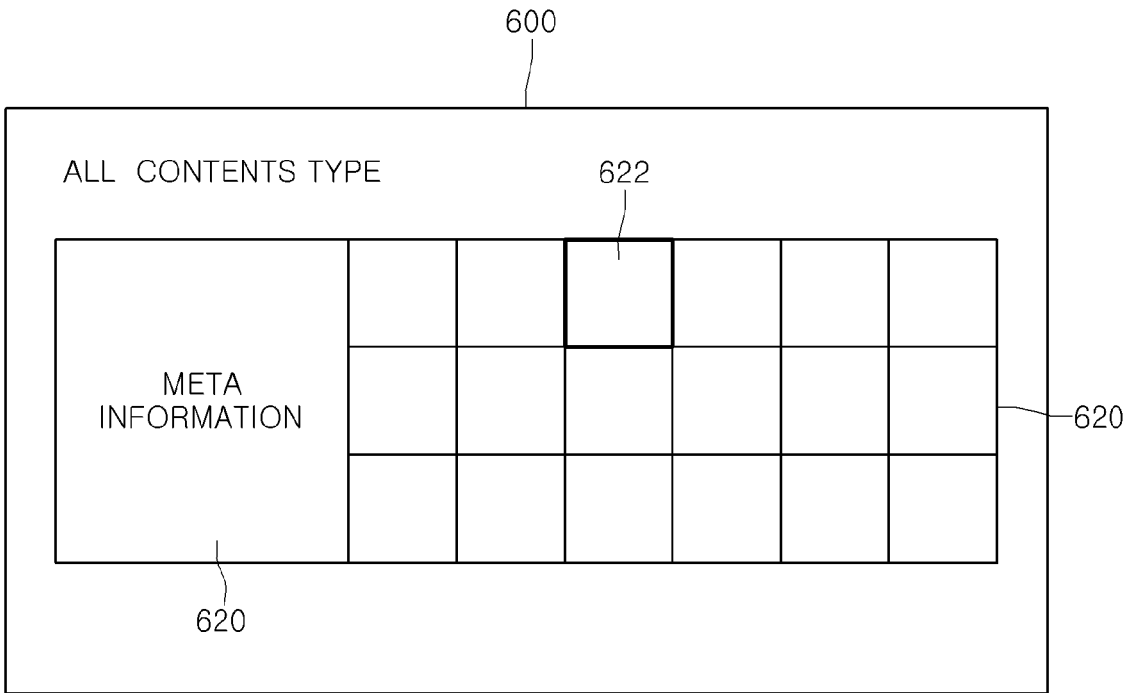 600
ALL CONTENTS TYPE
622
META
INFORMATION
620
620